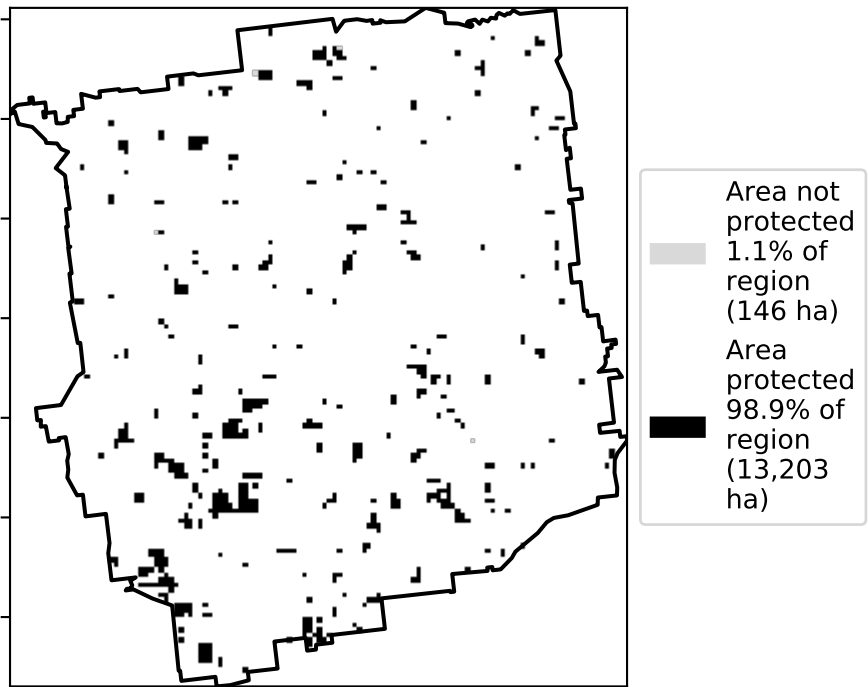 Area not
protected
1.1% of
region
(146 ha)
Area
protected
98.9% of
region
(13,203
ha)